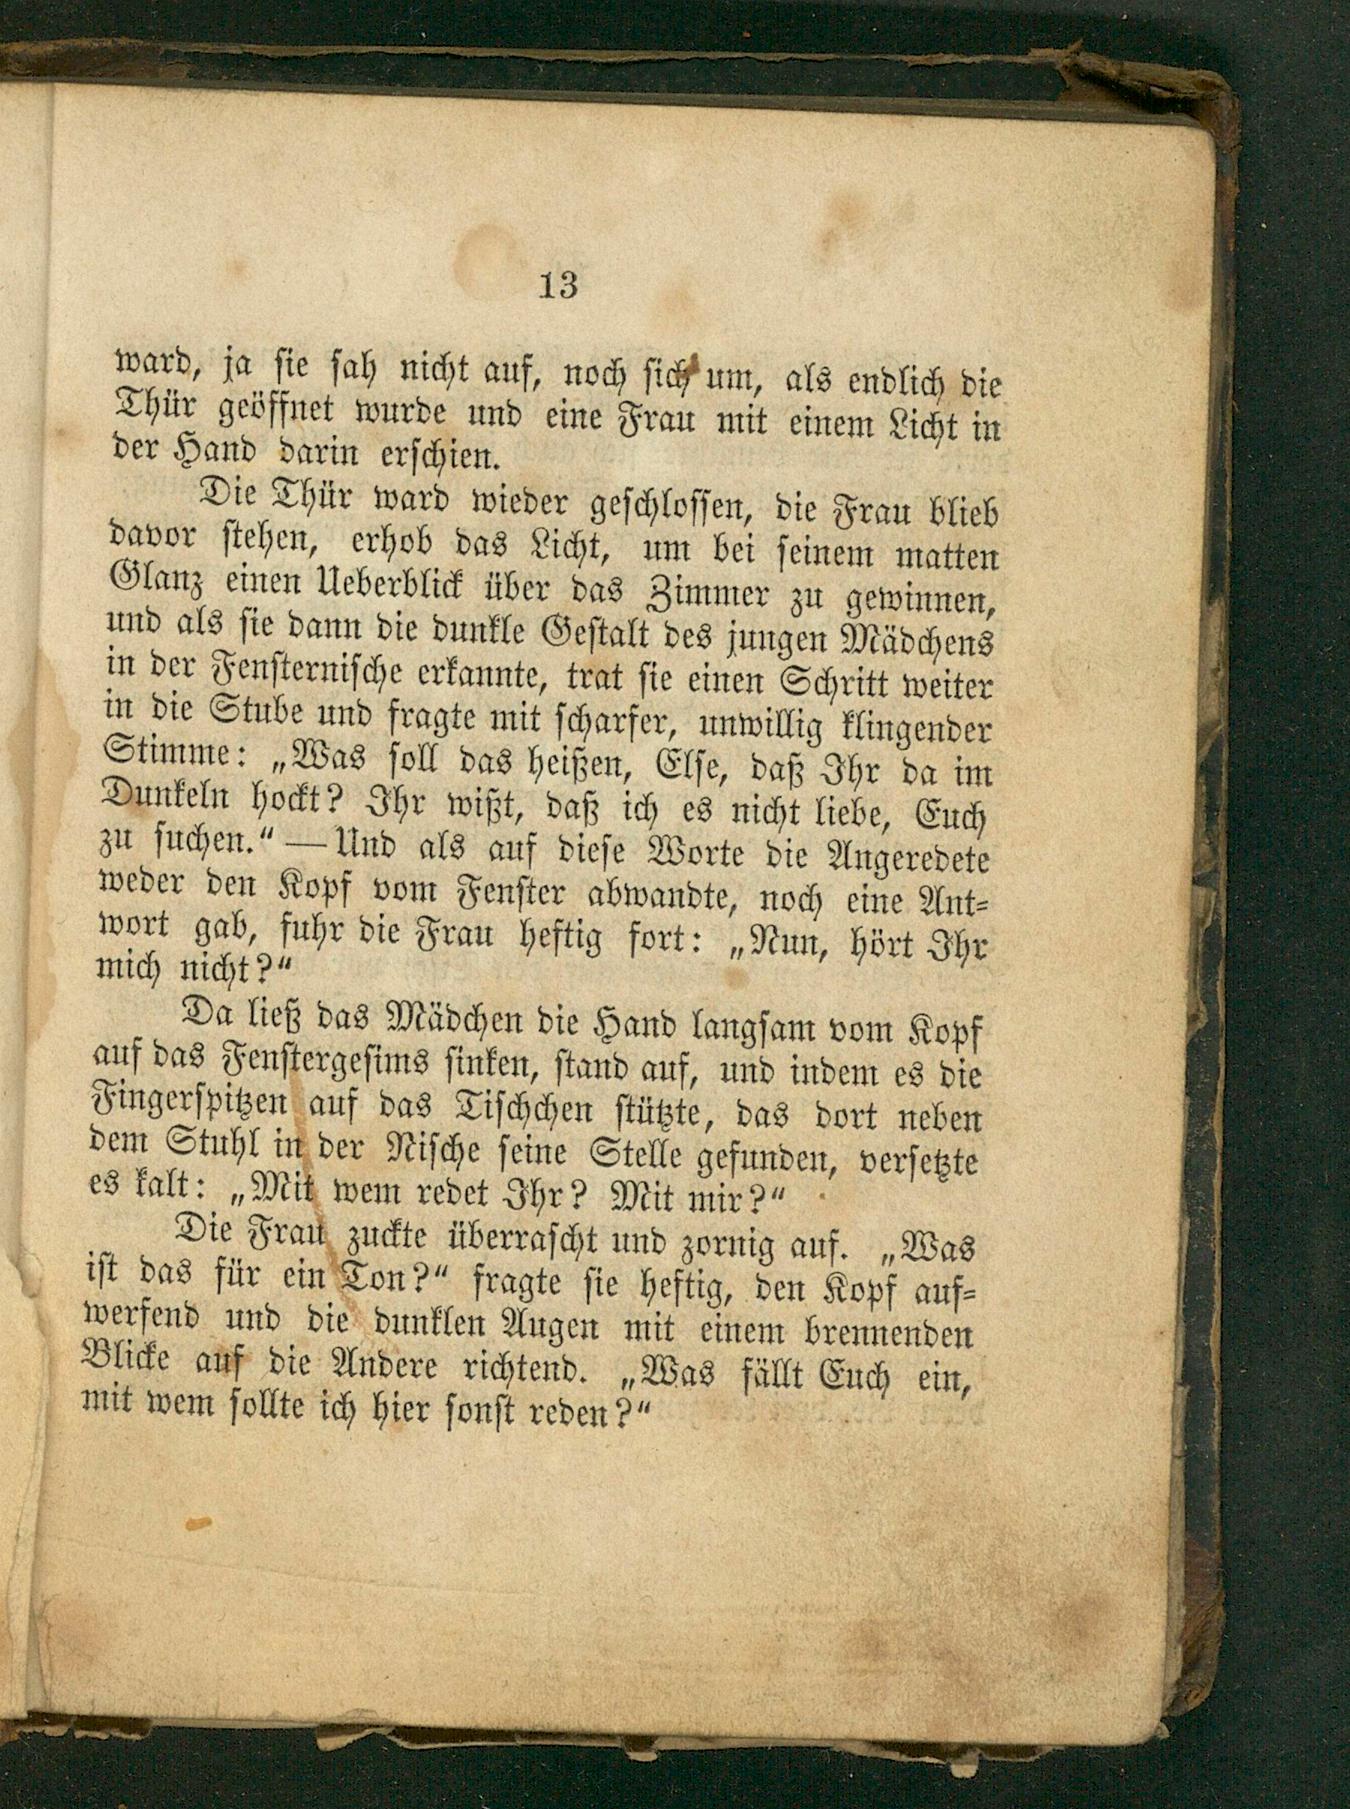 13
ward, ja sie sah nicht auf, noch sich um, als endlich die
Thür geöffnet wurde und eine Frau mit einem Licht in
der Hand darin erschien.
Die Thür ward wieder geschlossen, die Frau blieb
davor stehen, erhob das Licht, um bei seinem matten
Glanz einen Ueberblick über das Zimmer zu gewinnen,
und als sie dann die dunkle Gestalt des jungen Mädchens
in der Fensternische erkannte, trat sie einen Schritt weiter
in die Stube und fragte mit scharfer, unwillig klingender
Stimme: „Was soll das heißen, Else, daß Ihr da im
Dunkeln hockt? Ihr wißt, daß ich es nicht liebe, Euch
zu suchen.“ — Und als auf diese Worte die Angeredete
weder den Kopf vom Fenster abwandte, noch eine Ant-
wort gab, fuhr die Frau heftig fort: „Nun, hört Ihr
mich nicht?“
Da ließ das Mädchen die Hand langsam vom Kopf
auf das Fenstergesims sinken, stand auf, und indem es die
Fingerspitzen auf das Tischchen stützte, das dort neben
dem Stuhl in der Nische seine Stelle gefunden, versetzte
es kalt: „Mit wem redet Ihr? Mit mir?“
Die Frau zuckte überrascht und zornig auf. „Was
ist das für ein Ton?“ fragte sie heftig, den Kopf auf-
werfend und die dunklen Augen mit einem brennenden
Blicke auf die Andere richtend. „Was fällt Euch ein,
mit wem sollte ich hier sonst reden?“